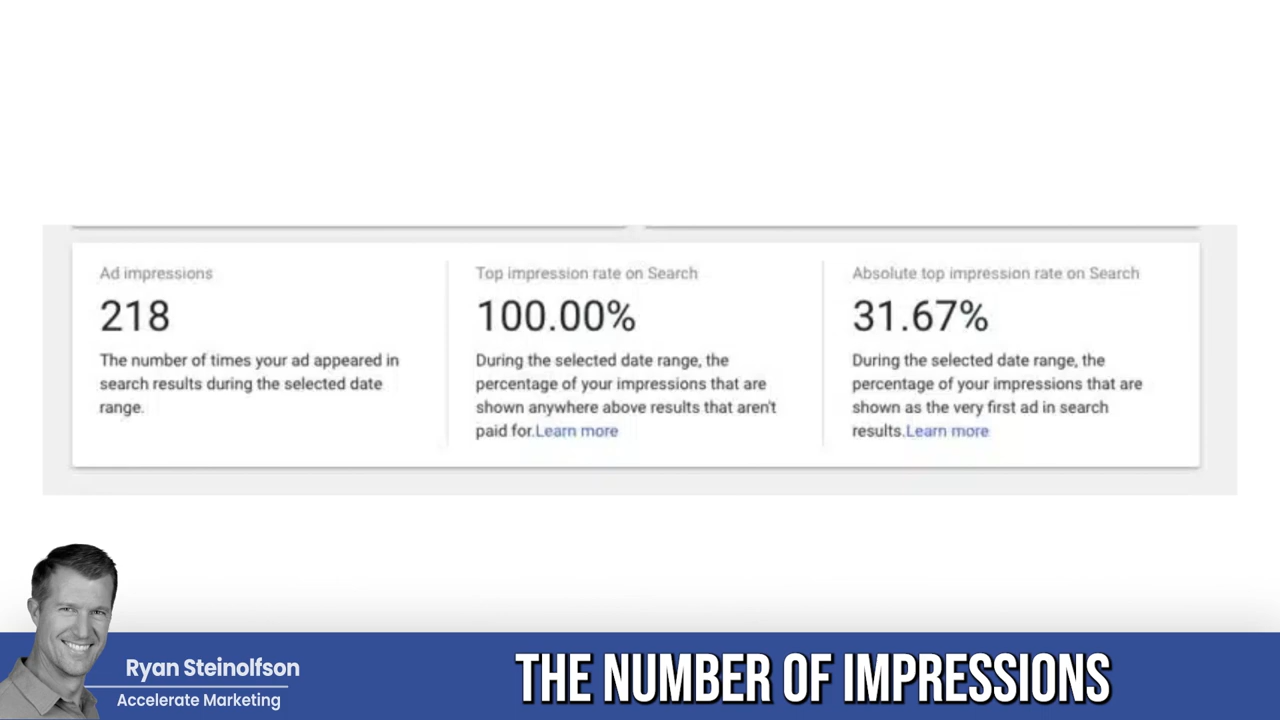 Ad impressions
218
The number of times your ad appeared in
search results during the selected date
range.
Top impression rate on Search
100.00%
During the selected date range, the
percentage of your impressions that are
shown anywhere above results that aren't
paid for.Learn more
Absolute top impression rate on Search
31.67%
During the selected date range, the
percentage of your impressions that are
shown as the very first ad in search
results.Learn more
Ryan Steinolfson
Accelerate Marketing
THE NUMBER OF IMPRESSIONS